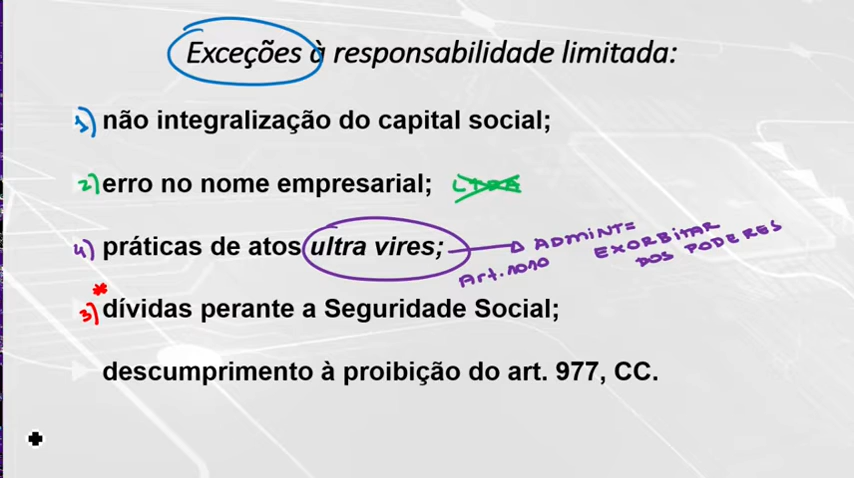 Exceções à responsabilidade limitada:
1) não integralização do capital social;
2) erro no nome empresarial; LTDA
4) práticas de atos ultra vires; ADMINT= EXORBITAR
Art. 1010 DOS PODERES
*
3) dívidas perante a Seguridade Social;
descumprimento à proibição do art. 977, CC.